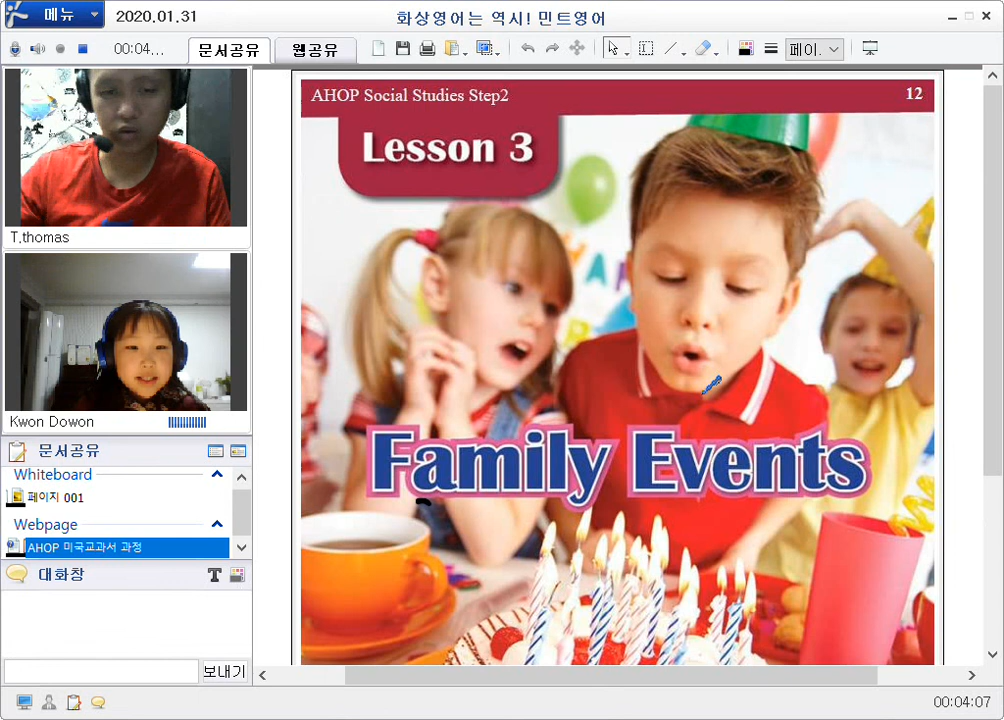 메뉴
2020.01.31
화상영어는 역시! 민트영어
00:04...
문서공유
웹공유
페이.
T.thomas
Kwon Dowon
문서공유
Whiteboard
페이지 001
Webpage
AHOP 미국교과서 과정
대화창
T
보내기
AHOP Social Studies Step2
12
Lesson 3
Family Events
00:04:07